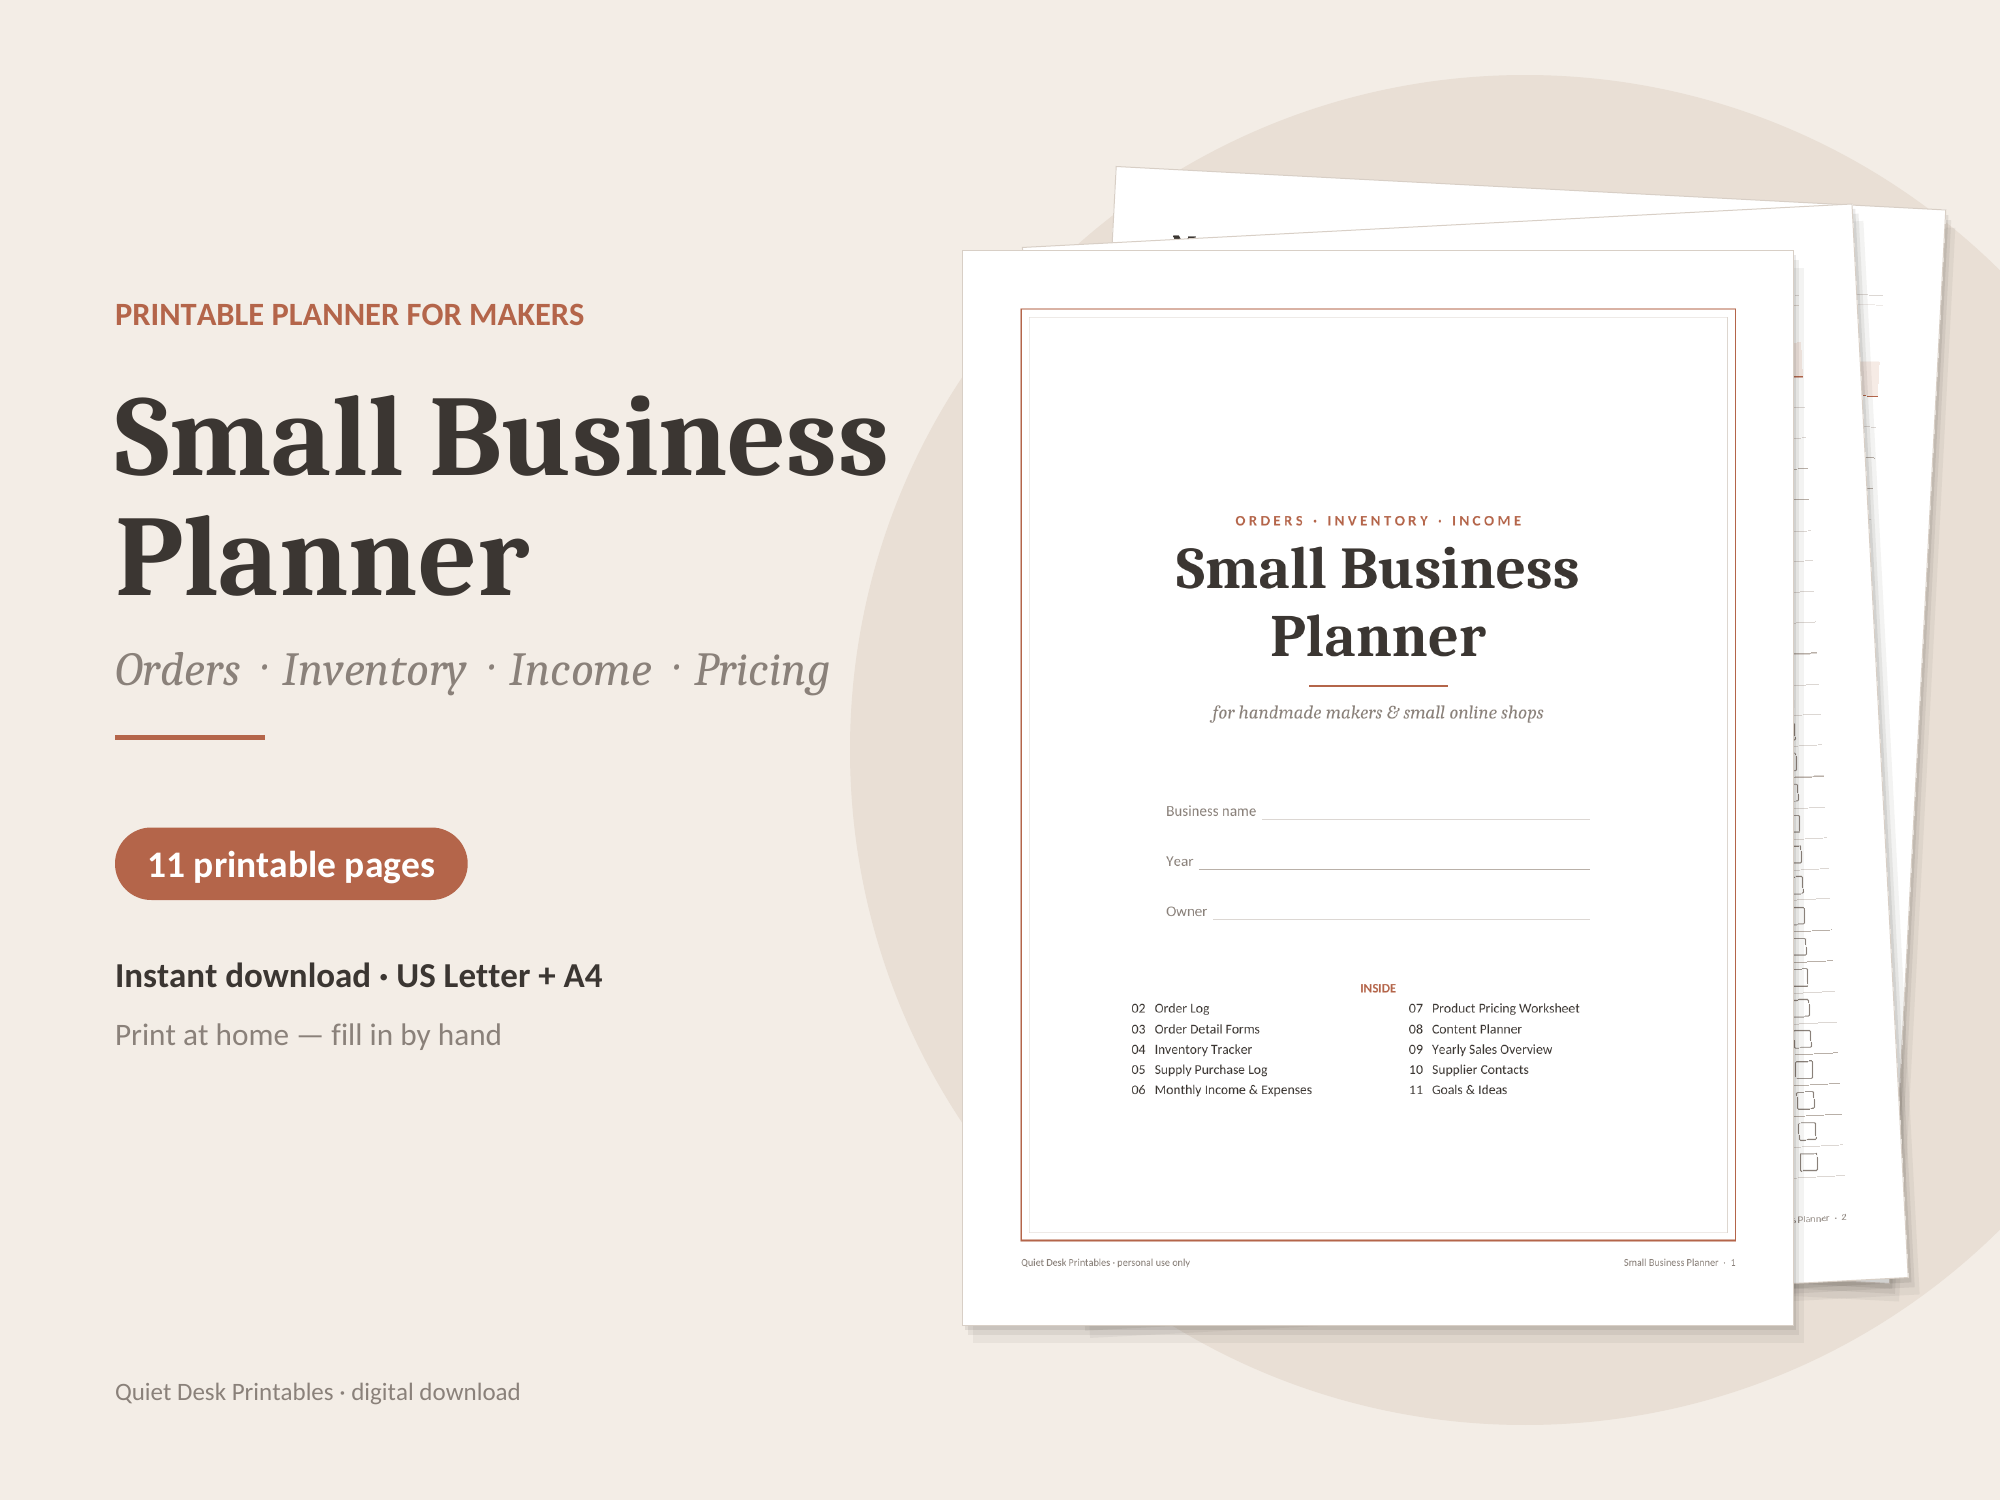 PRINTABLE PLANNER FOR MAKERS
Small Business
Planner
Orders · Inventory · Income · Pricing
11 printable pages
Instant download · US Letter + A4
Print at home — fill in by hand
Quiet Desk Printables · digital download
ORDERS · INVENTORY · INCOME
Small Business
Planner
for handmade makers & small online shops
Business name
Year
Owner
INSIDE
02 Order Log
03 Order Detail Forms
04 Inventory Tracker
05 Supply Purchase Log
06 Monthly Income & Expenses
07 Product Pricing Worksheet
08 Content Planner
09 Yearly Sales Overview
10 Supplier Contacts
11 Goals & Ideas
Quiet Desk Printables · personal use only
Small Business Planner · 1
Planner · 2